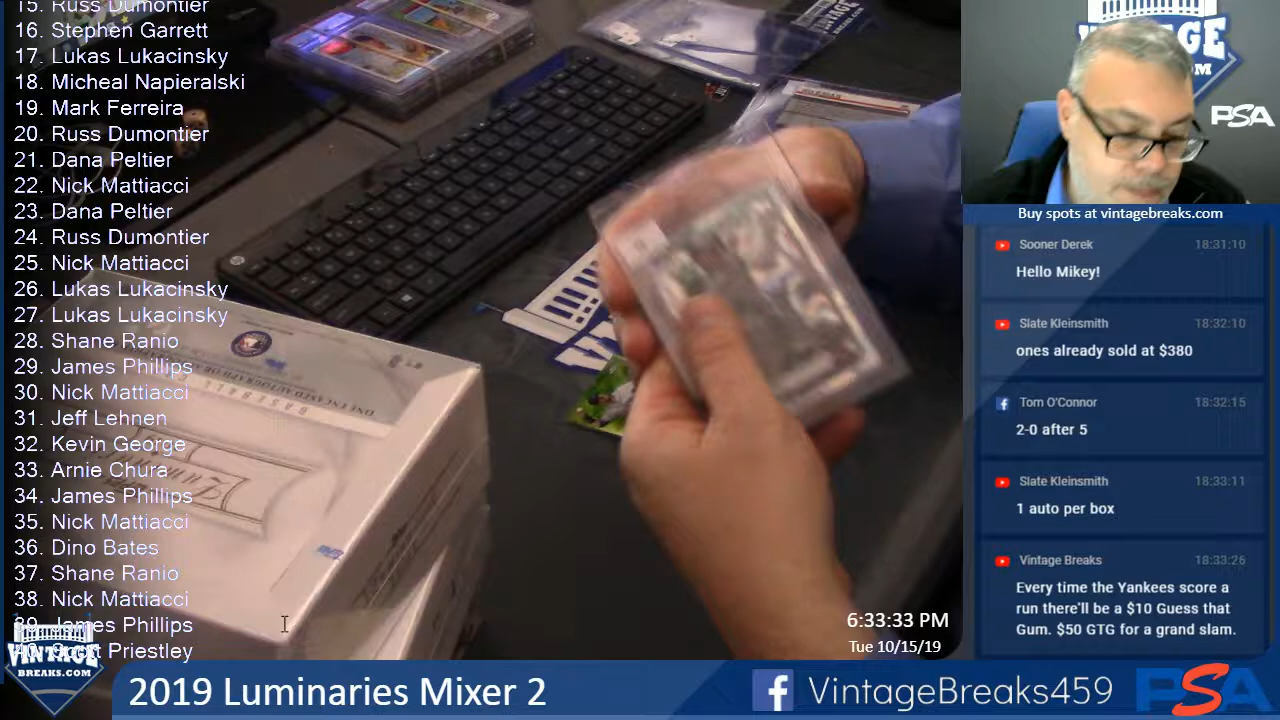 15. Russ Dumontier
16. Stephen Garrett
17. Lukas Lukacinsky
18. Micheal Napieralski
19. Mark Ferreira
20. Russ Dumontier
21. Dana Peltier
22. Nick Mattiacci
23. Dana Peltier
24. Russ Dumontier
25. Nick Mattiacci
26. Lukas Lukacinsky
27. Lukas Lukacinsky
28. Shane Ranio
29. James Phillips
30. Nick Mattiacci
31. Jeff Lehnen
32. Kevin George
33. Arnie Chura
34. James Phillips
35. Nick Mattiacci
36. Dino Bates
37. Shane Ranio
38. Nick Mattiacci
39. James Phillips
Priestley
BASEBALL
VINTAGE
PSA
Buy spots at vintagebreaks.com
Sooner Derek 18:31:10
Hello Mikey!
Slate Kleinsmith 18:32:10
ones already sold at $380
Tom O'Connor 18:32:15
2-0 after 5
Slate Kleinsmith 18:33:11
1 auto per box
Vintage Breaks 18:33:26
Every time the Yankees score a
run there'll be a $10 Guess that
Gum. $50 GTG for a grand slam.
6:33:33 PM
Tue 10/15/19
VINTAGE
BREAKS.COM
2019 Luminaries Mixer 2
f VintageBreaks459
PSA